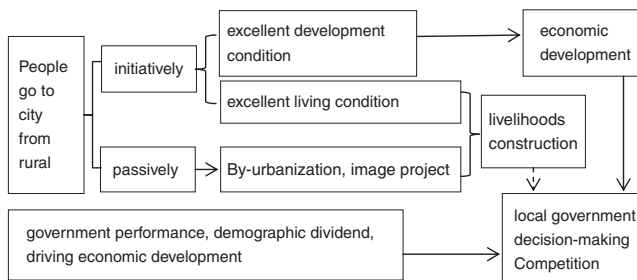 People
go to
city
from
rural
initiatively
passively
excellent development
condition
excellent living condition
By-urbanization, image project
economic
development
livelihoods
construction
government performance, demographic dividend,
driving economic development
local government
decision-making
Competition